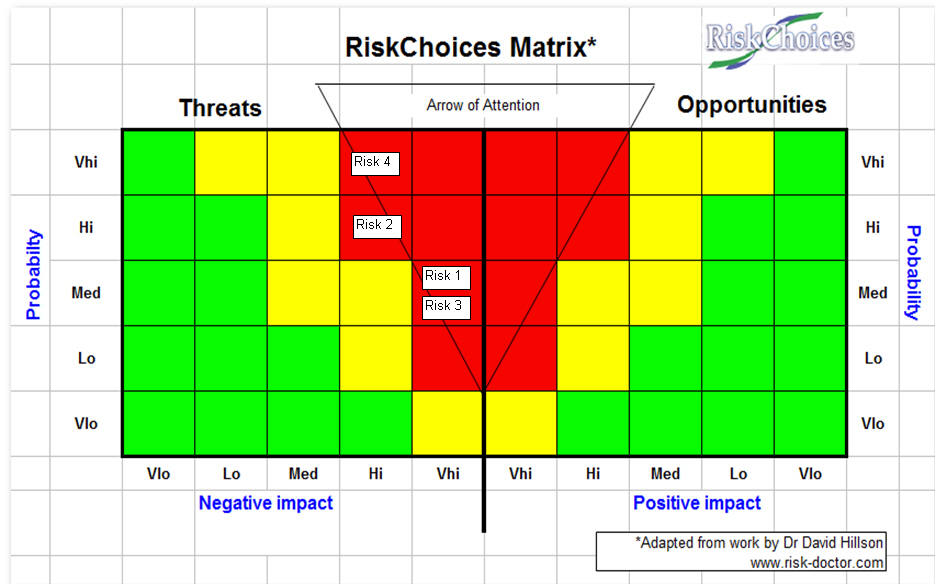 RiskChoices Matrix*
RiskChoices
Threats
Arrow of Attention
Opportunities
Vhi
Risk 4
Vhi
Hi
Risk 2
Hi
Probabilty
Probability
Risk 1
Med
Risk 3
Med
Lo
Lo
Vlo
Vlo
Vlo Lo Med Hi Vhi Vhi Hi Med Lo Vlo
Negative impact
Positive impact
*Adapted from work by Dr David Hillson
www.risk-doctor.com